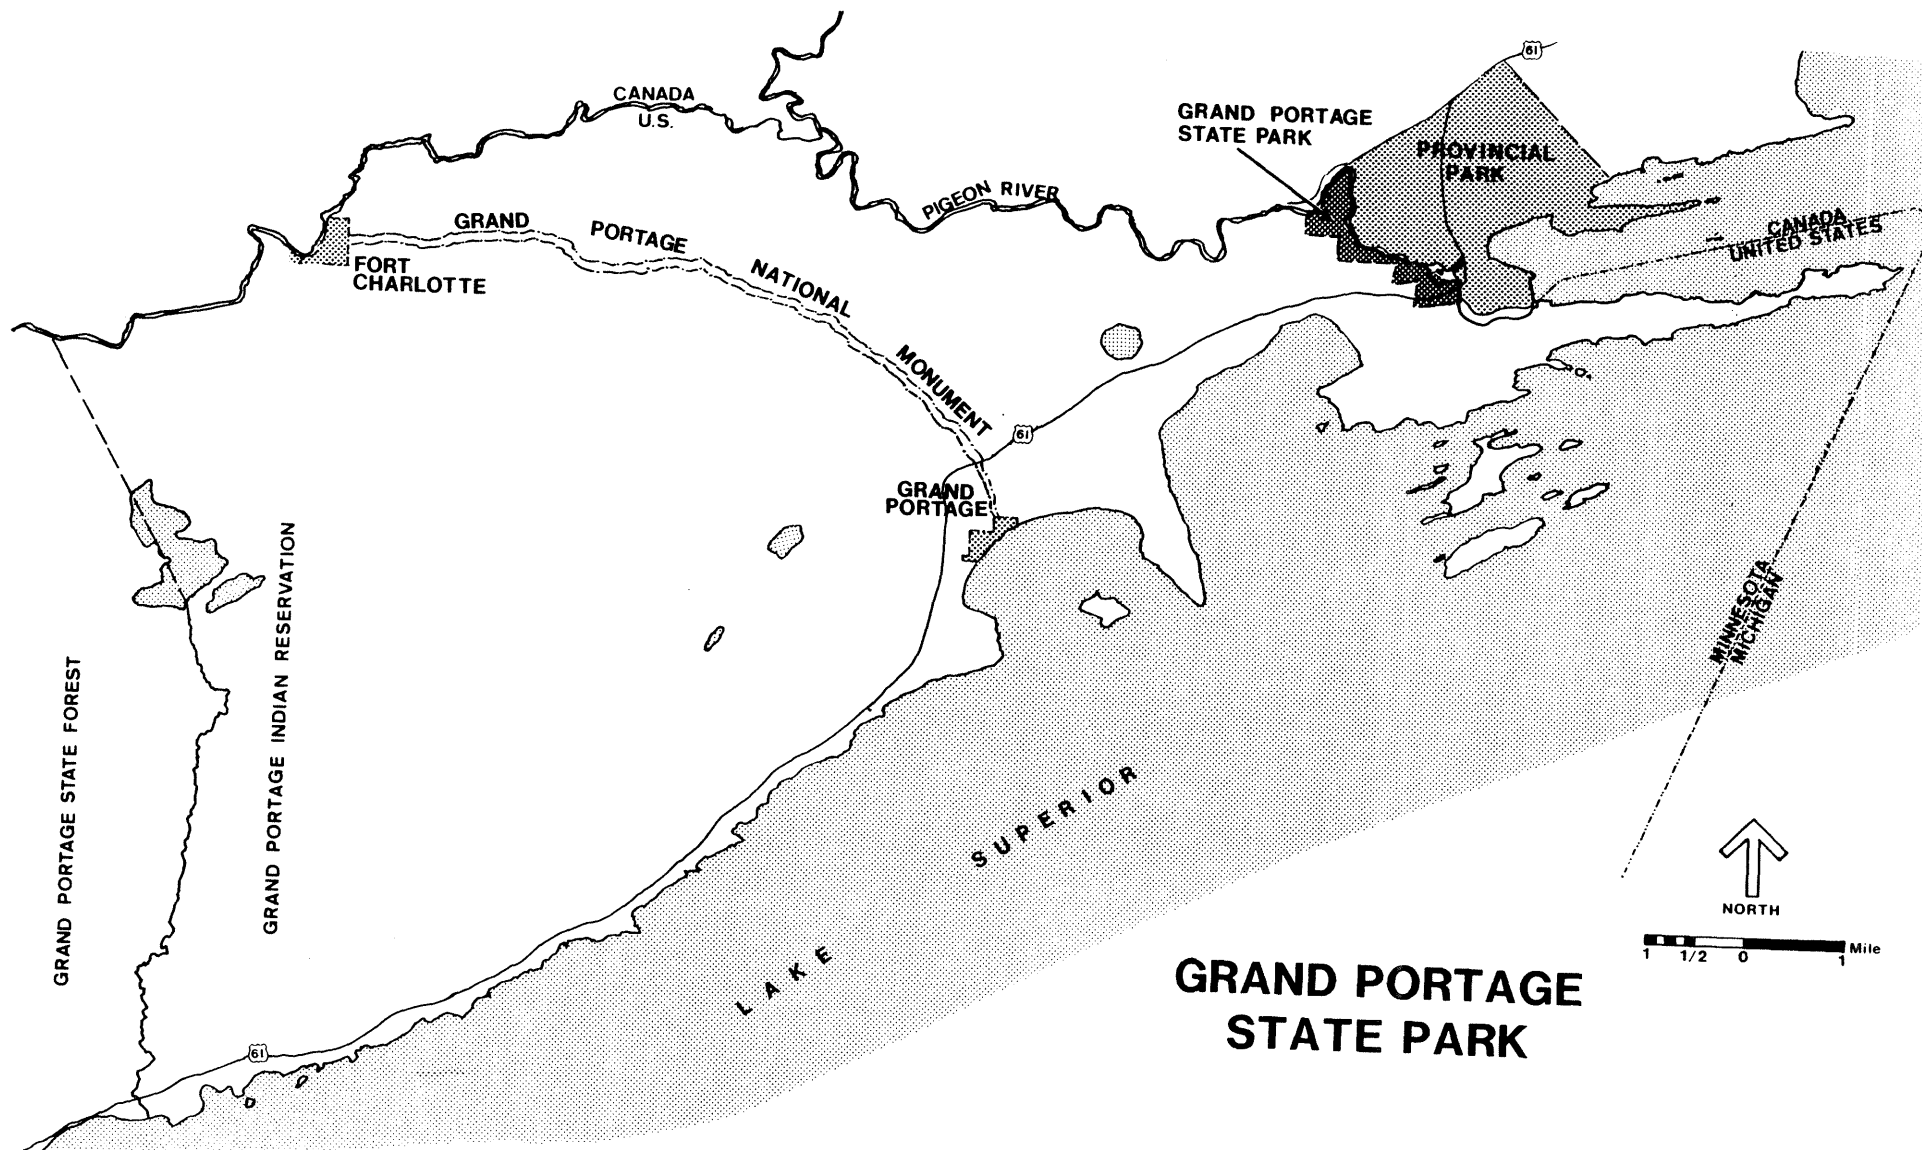 61
CANADA
U.S.
GRAND PORTAGE
STATE PARK
PROVINCIAL
PARK
PIGEON RIVER
GRAND PORTAGE NATIONAL MONUMENT
CANADA
UNITED STATES
FORT
CHARLOTTE
61
GRAND
PORTAGE
GRAND PORTAGE INDIAN RESERVATION
GRAND PORTAGE STATE FOREST
MINNESOTA
MICHIGAN
LAKE SUPERIOR
61
NORTH
1 1/2 0 1 Mile
GRAND PORTAGE
STATE PARK